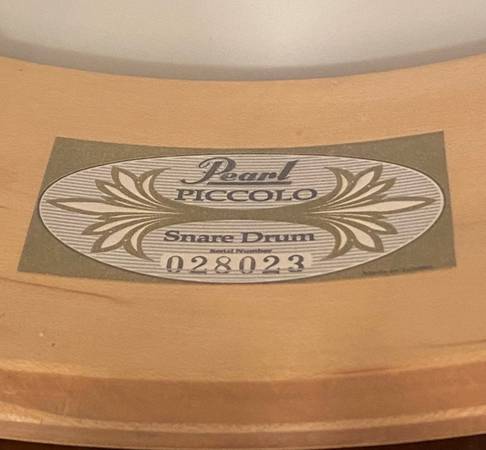 Pearl
PICCOLO
Snare Drum
Serial Number
028023